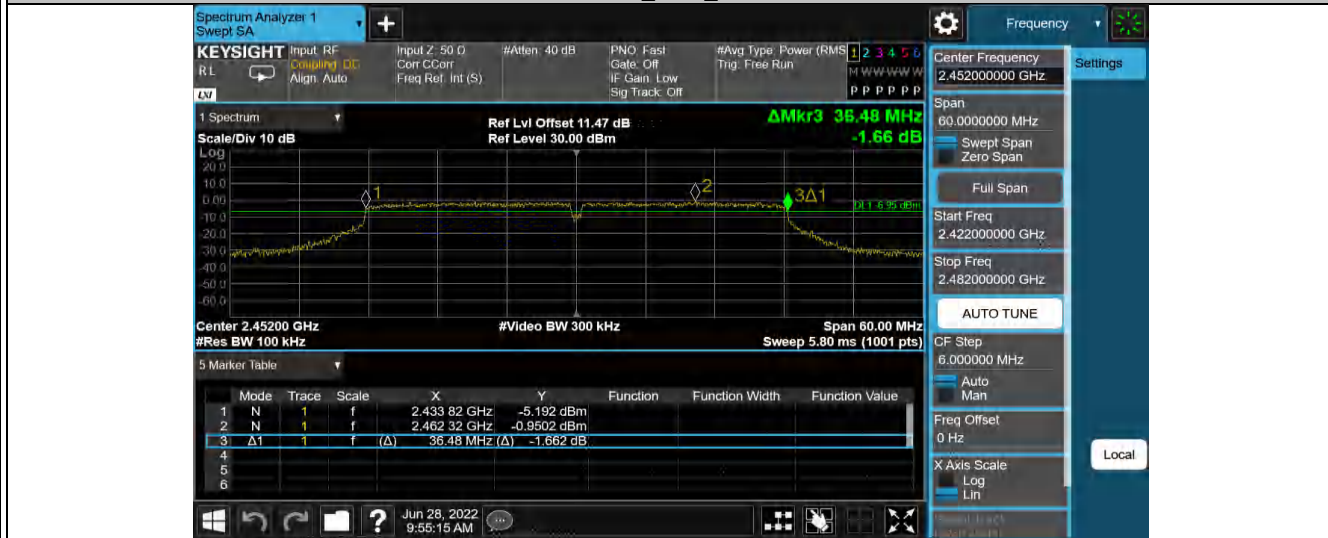 Spectrum Analyzer 1
Swept SA
+
Frequency
KEYSIGHT
RL
LXI
Input: RF
Coupling: DC
Align: Auto
Input Z: 50 Ω
Corr CCorr
Freq Ref: Int (S)
#Atten: 40 dB
PNO: Fast
Gate: Off
IF Gain: Low
Sig Track: Off
#Avg Type: Power (RMS
Trig: Free Run
1 2 3 4 5 6
M W W W W W
P P P P P P
1 Spectrum
Scale/Div 10 dB
Ref Lvl Offset 11.47 dB
Ref Level 30.00 dBm
ΔMkr3 36.48 MHz
-1.66 dB
Log
20.0
10.0
0.00
-10.0
-20.0
-30.0
-40.0
-50.0
-60.0
1
2
3Δ1
DL1 -6.95 dBm
Center 2.45200 GHz
#Video BW 300 kHz
Span 60.00 MHz
#Res BW 100 kHz
Sweep 5.80 ms (1001 pts)
5 Marker Table
Mode Trace Scale X Y Function Function Width Function Value
1 N 1 f 2.433 82 GHz -5.192 dBm
2 N 1 f 2.462 32 GHz -0.9502 dBm
3 Δ1 1 f (Δ) 36.48 MHz (Δ) -1.662 dB
4
5
6
?
Jun 28, 2022
9:55:15 AM
Center Frequency
2.452000000 GHz
Settings
Span
60.0000000 MHz
Swept Span
Zero Span
Full Span
Start Freq
2.422000000 GHz
Stop Freq
2.482000000 GHz
AUTO TUNE
CF Step
6.000000 MHz
Auto
Man
Freq Offset
0 Hz
X Axis Scale
Log
Lin
Local